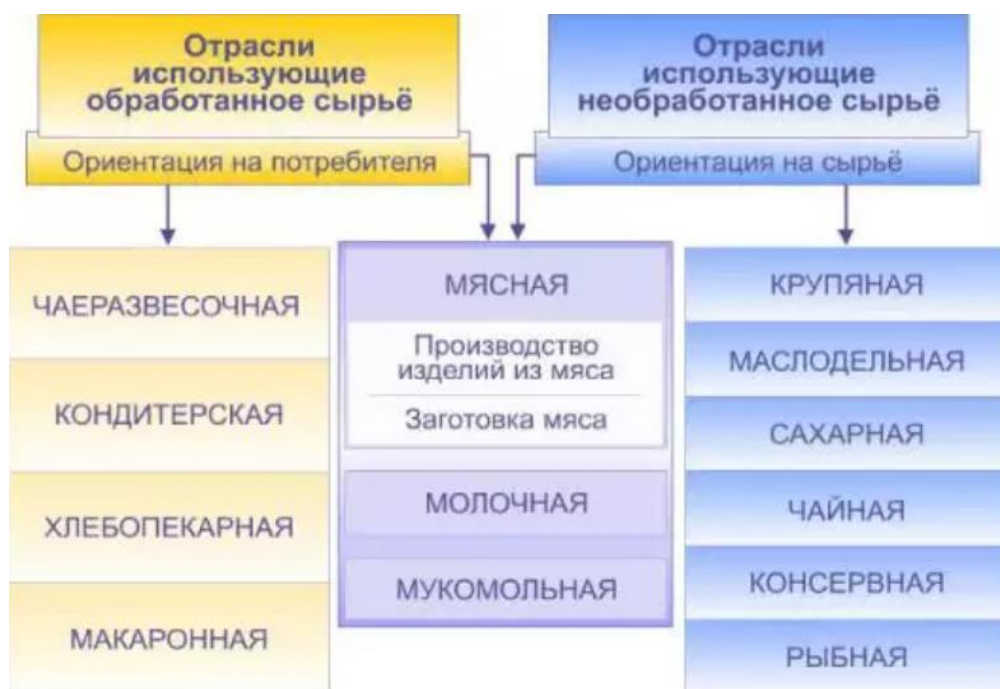 Отрасли
использующие
обработанное сырьё
Ориентация на потребителя
Отрасли
использующие
необработанное сырьё
Ориентация на сырьё
ЧАЕРАЗВЕСОЧНАЯ
КОНДИТЕРСКАЯ
ХЛЕБОПЕКАРНАЯ
МАКАРОННАЯ
МЯСНАЯ
Производство
изделий из мяса
Заготовка мяса
МОЛОЧНАЯ
МУКОМОЛЬНАЯ
КРУПЯНАЯ
МАСЛОДЕЛЬНАЯ
САХАРНАЯ
ЧАЙНАЯ
КОНСЕРВНАЯ
РЫБНАЯ